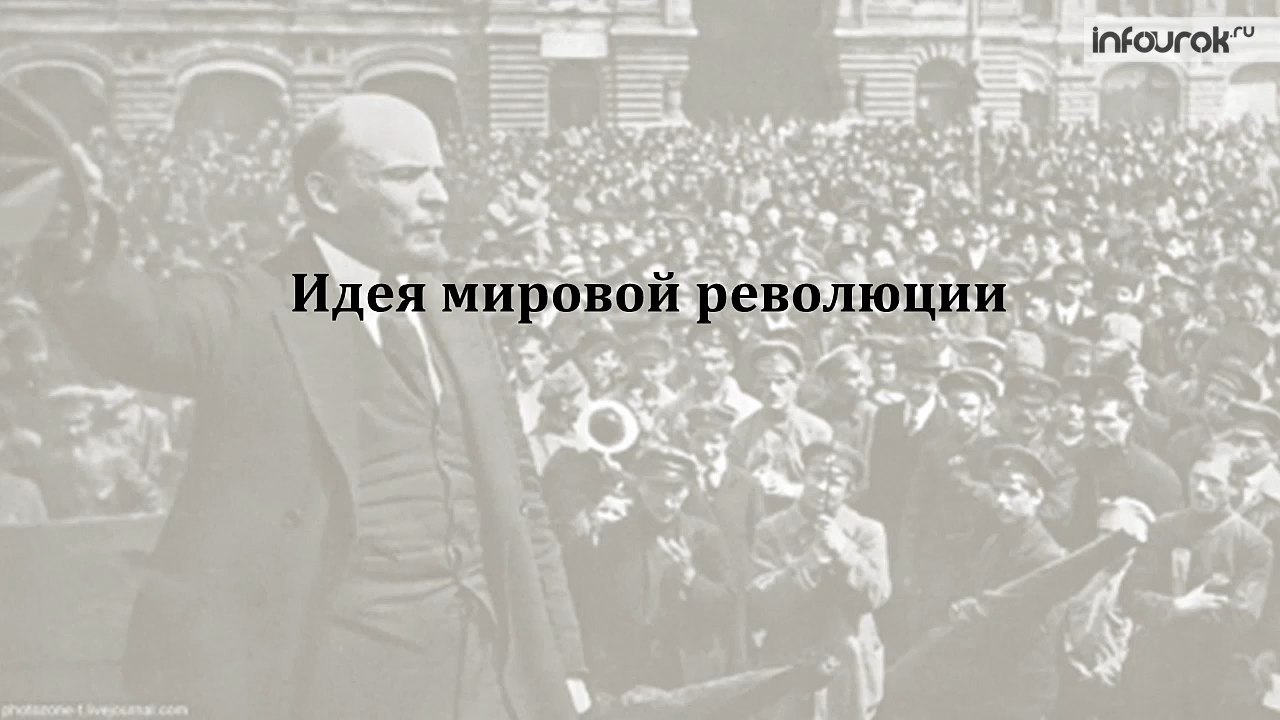 infourok.ru
Идея мировой революции
photozone-t.livejournal.com